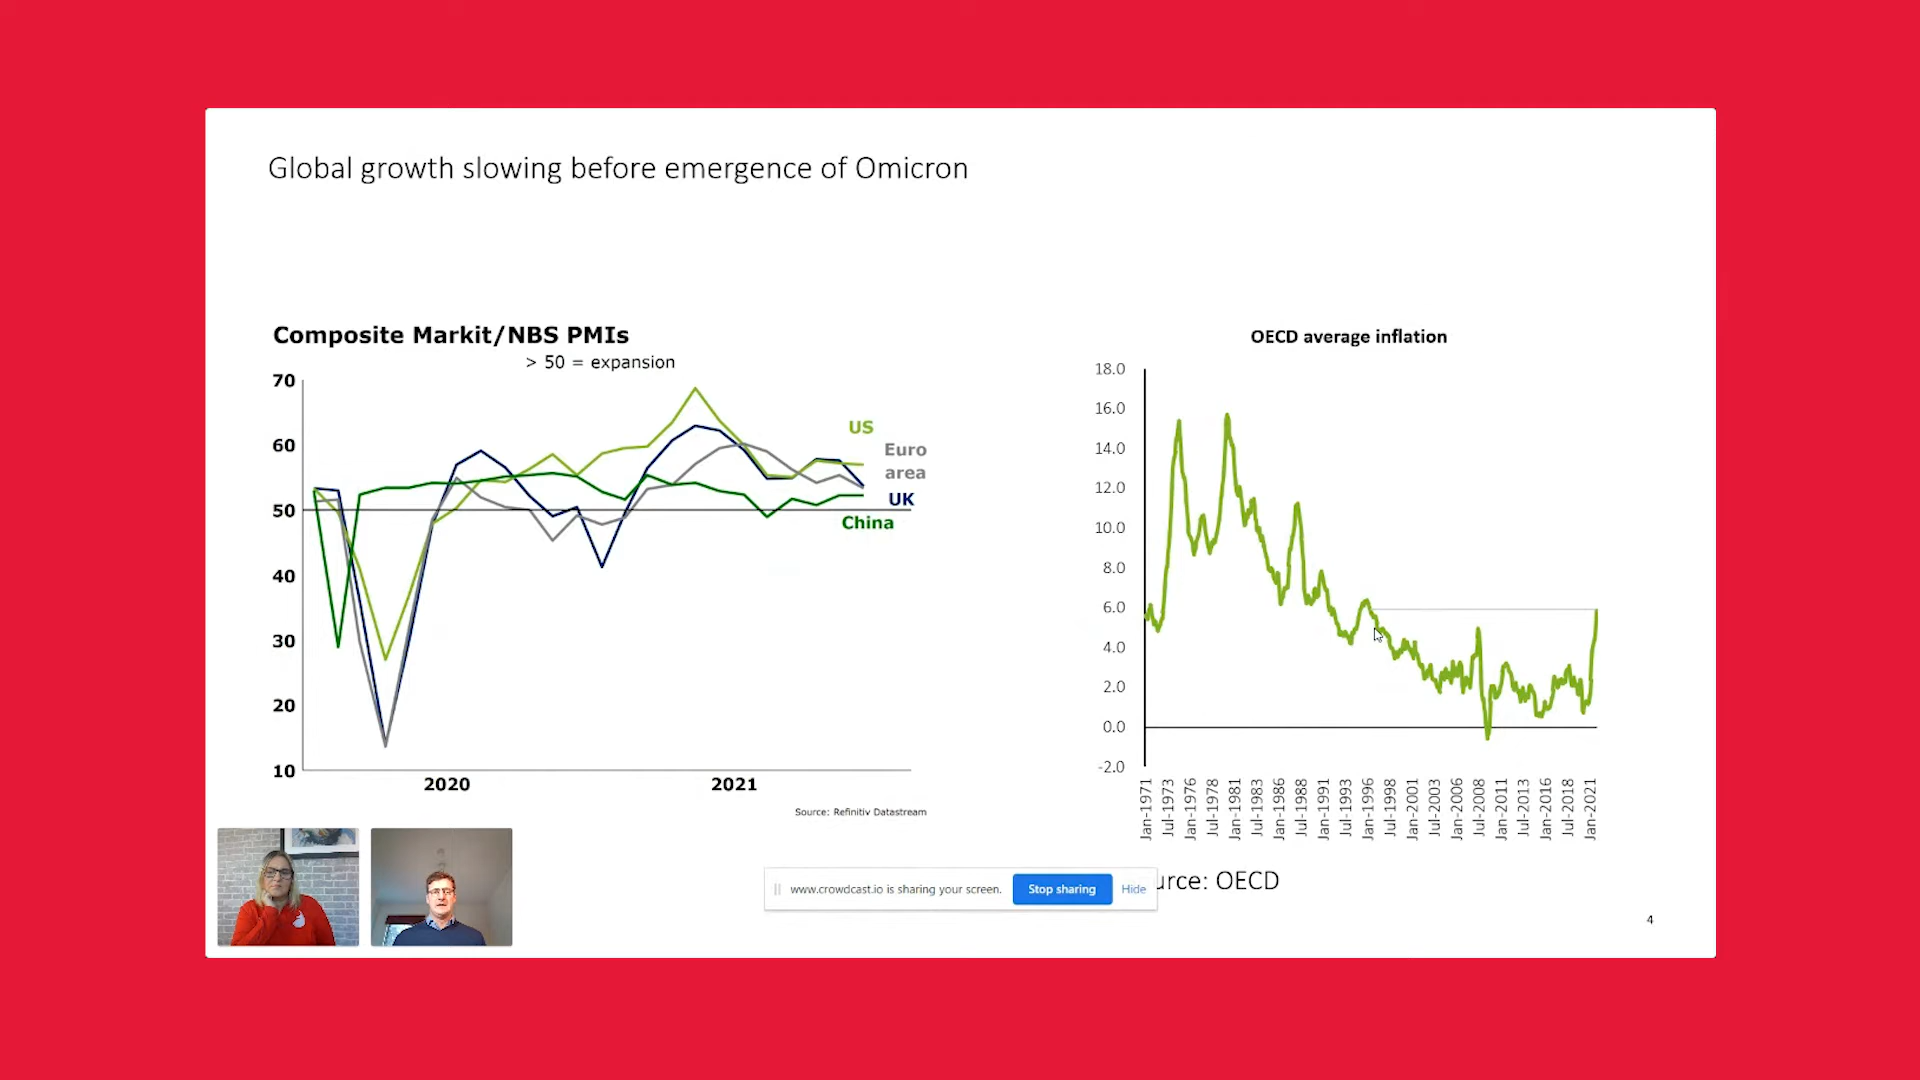 Global growth slowing before emergence of Omicron
Composite Markit/NBS PMIs
> 50 = expansion
70
60
50
40
30
20
10
US
Euro
area
UK
China
2020
2021
Source: Refinitiv Datastream
OECD average inflation
18.0
16.0
14.0
12.0
10.0
8.0
6.0
4.0
2.0
0.0
-2.0
Jan-1971
Jul-1973
Jan-1976
Jul-1978
Jan-1981
Jul-1983
Jan-1986
Jul-1988
Jan-1991
Jul-1993
Jan-1996
Jul-1998
Jan-2001
Jul-2003
Jan-2006
Jul-2008
Jan-2011
Jul-2013
Jan-2016
Jul-2018
Jan-2021
urce: OECD
www.crowdcast.io is sharing your screen.
Stop sharing
Hide
4